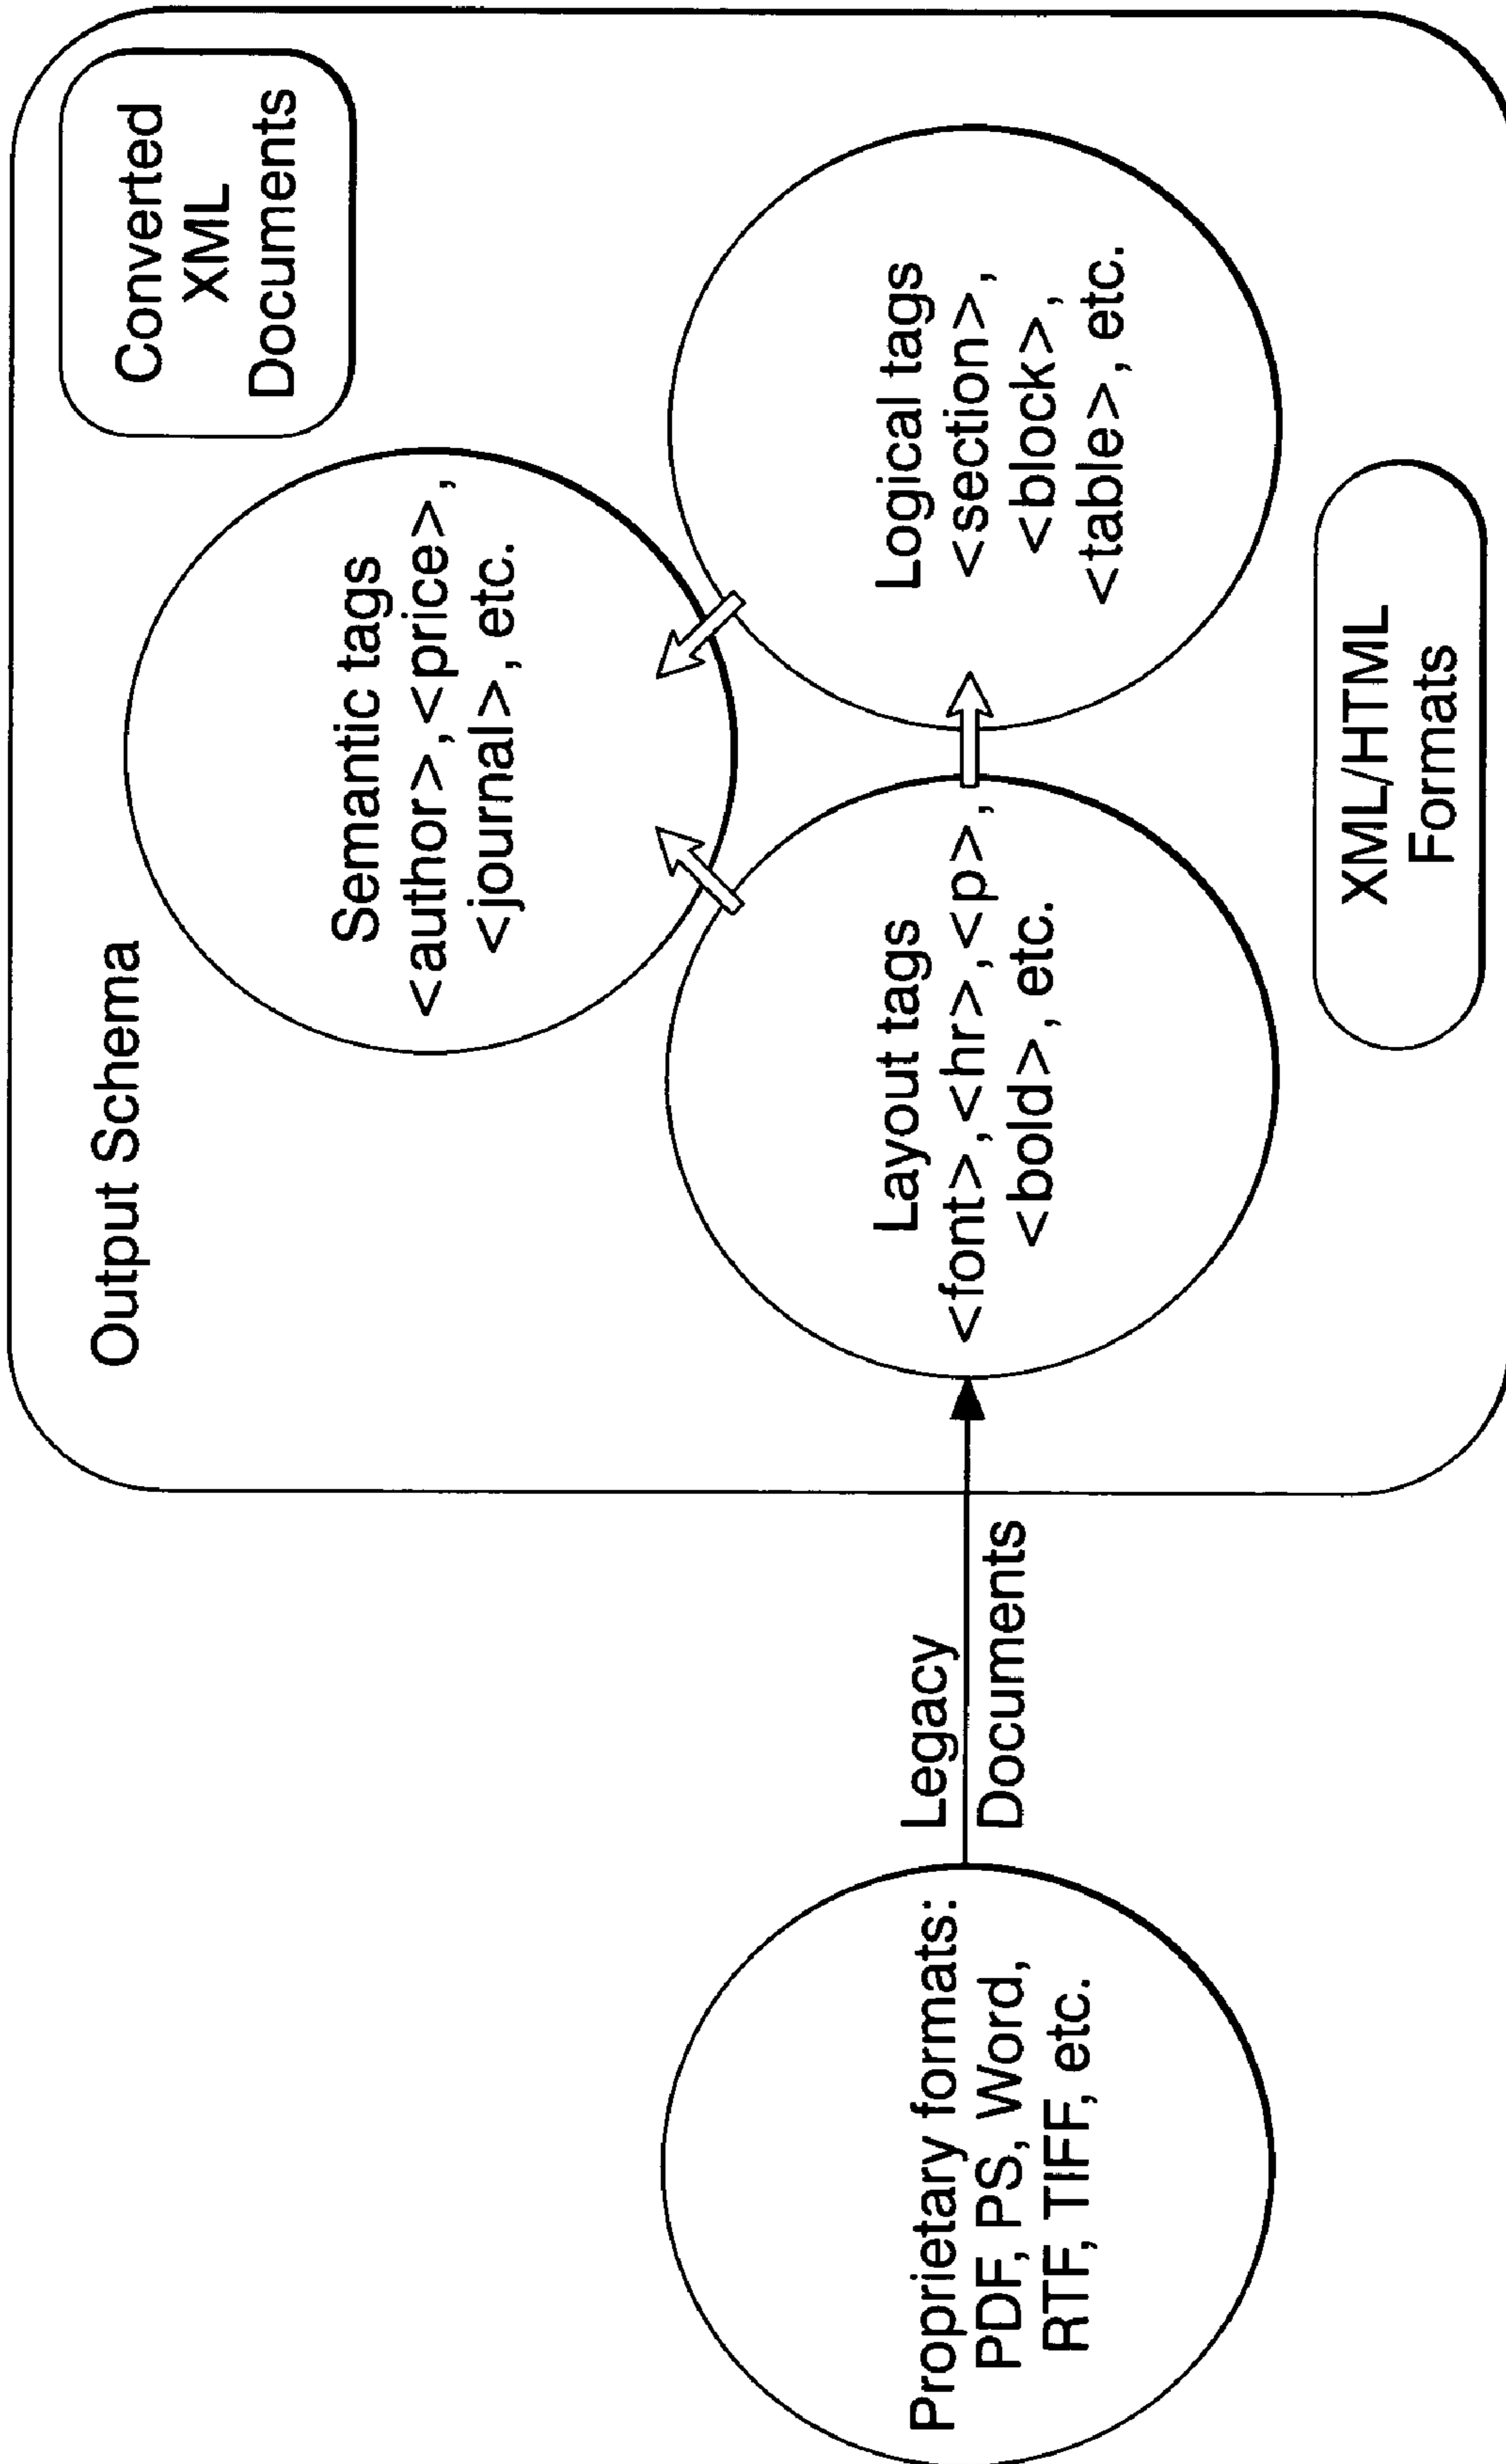 Output Schema
Converted
XML
Documents
Semantic tags
<author>,<price>,
<journal>, etc.
Proprietary formats:
PDF, PS, Word,
RTF, TIFF, etc.
Legacy
Documents
Layout tags
<font>,<hr>,<p>,
<bold>, etc.
Logical tags
<section>,
<block>,
<table>, etc.
XML/HTML
Formats